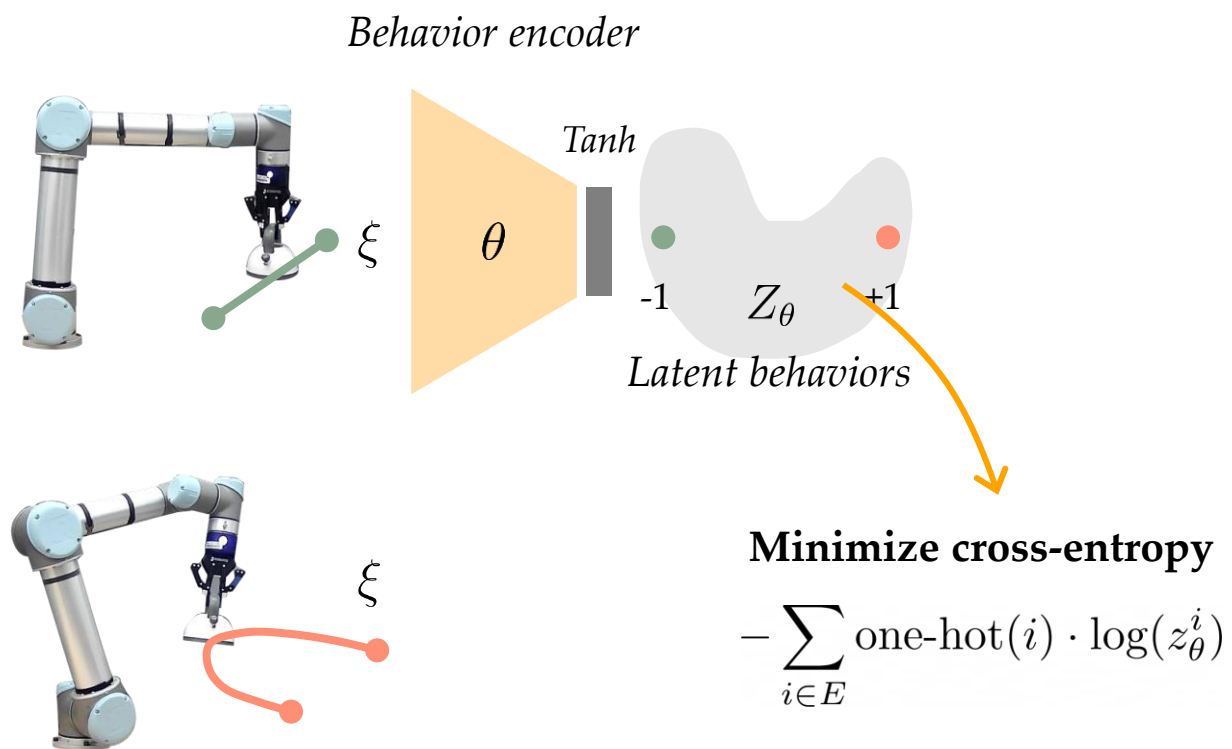 Behavior encoder
Tanh
ξ
θ
-1
+1
Z_θ
Latent behaviors
ξ
Minimize cross-entropy
− ∑_{i∈E} one-hot(i) · log(z_θ^i)